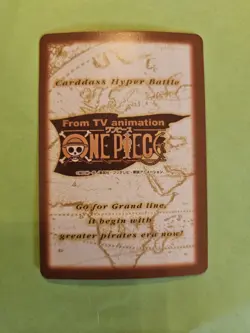 Carddass Hyper Battle
From TV animation
ワンピース
ONE PIECE
Go for Grand line,
it begin with
greater pirates era now!